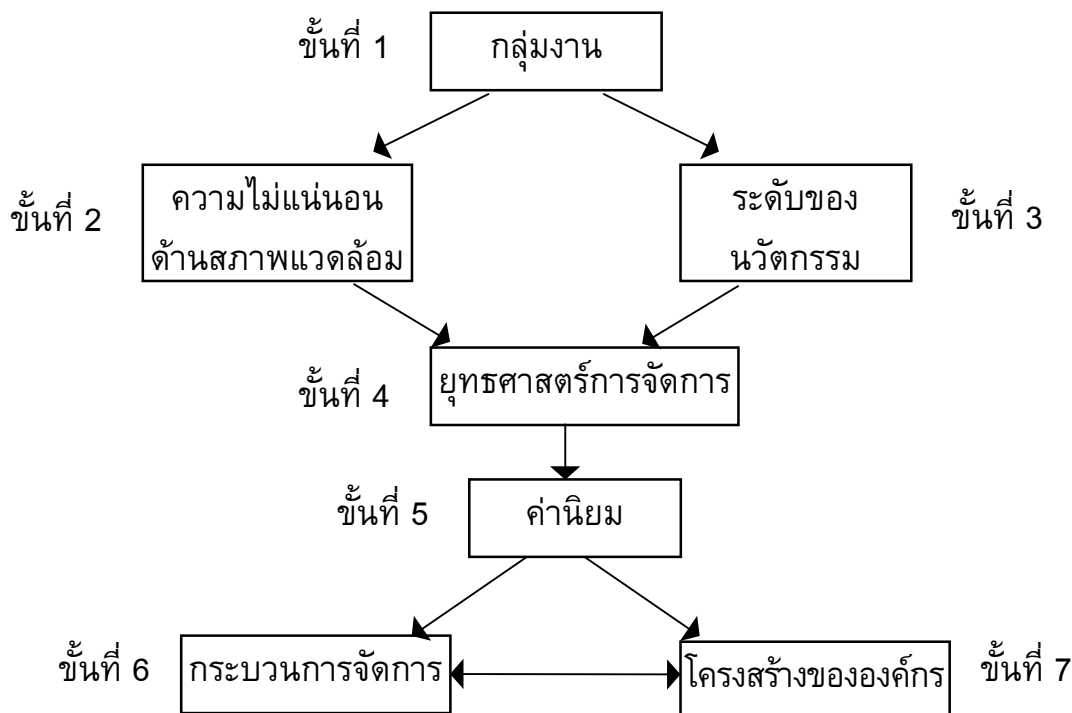 ขั้นที่ 1
กลุ่มงาน
ขั้นที่ 2
ความไม่แน่นอน
ด้านสภาพแวดล้อม
ระดับของ
นวัตกรรม
ขั้นที่ 3
ขั้นที่ 4
ยุทธศาสตร์การจัดการ
ขั้นที่ 5
ค่านิยม
ขั้นที่ 6
กระบวนการจัดการ
โครงสร้างขององค์กร
ขั้นที่ 7